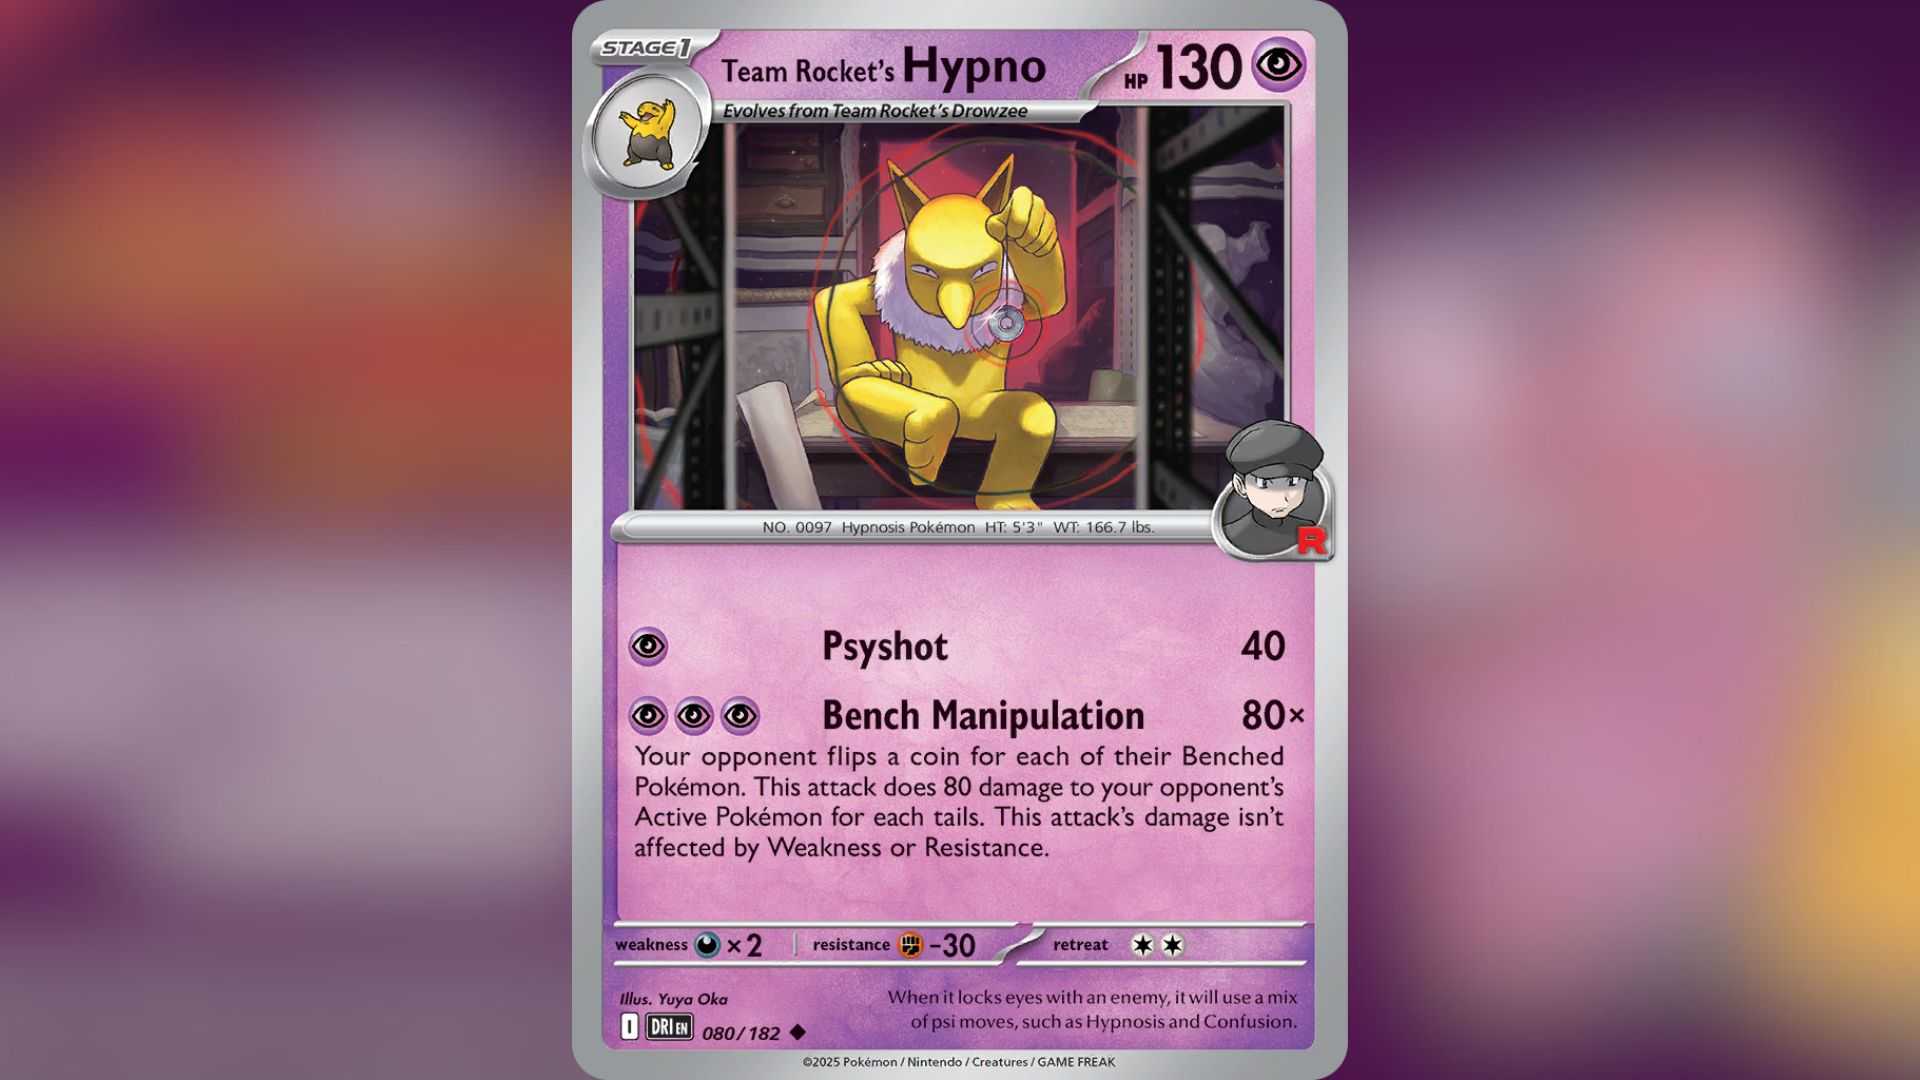 STAGE 1
Team Rocket's Hypno HP 130
Evolves from Team Rocket's Drowzee
NO. 0097 Hypnosis Pokémon HT: 5'3" WT: 166.7 lbs.
R
Psyshot 40
Bench Manipulation 80×
Your opponent flips a coin for each of their Benched
Pokémon. This attack does 80 damage to your opponent's
Active Pokémon for each tails. This attack's damage isn't
affected by Weakness or Resistance.
weakness ×2 resistance -30 retreat
Illus. Yuya Oka
When it locks eyes with an enemy, it will use a mix
of psi moves, such as Hypnosis and Confusion.
I DRI EN 080/182
©2025 Pokémon / Nintendo / Creatures / GAME FREAK